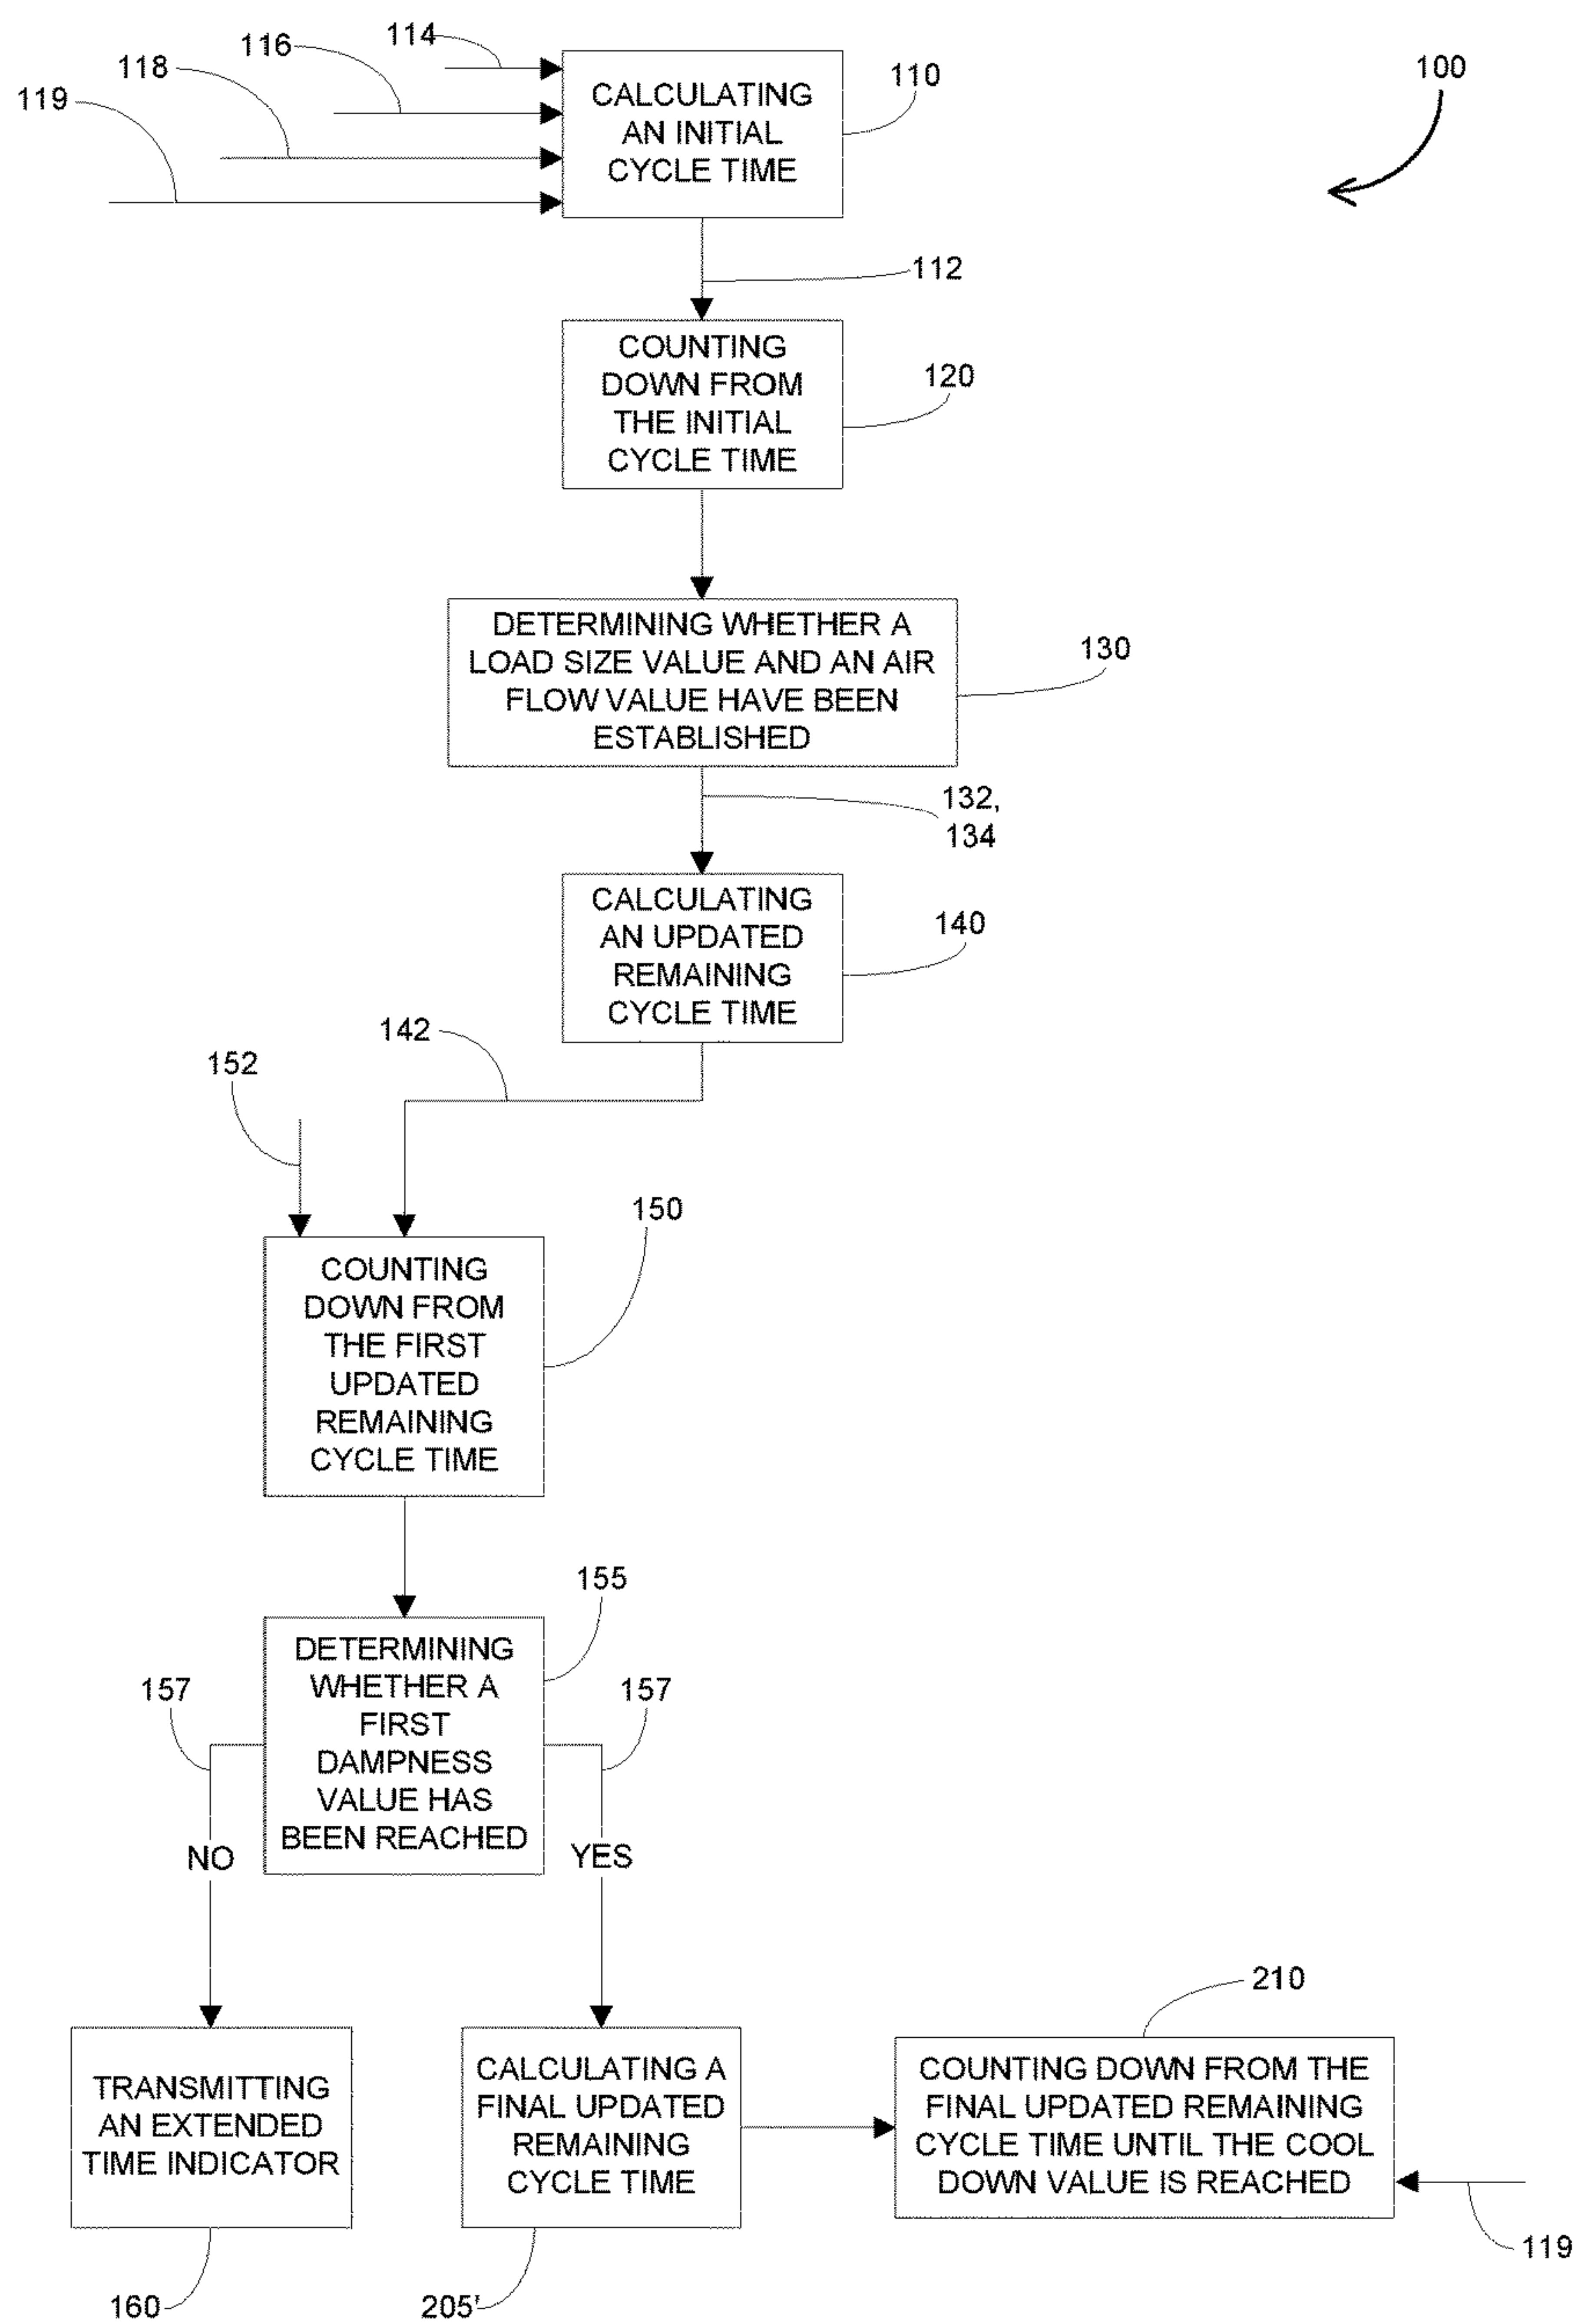 114
116
118
119
110
100
CALCULATING
AN INITIAL
CYCLE TIME
112
COUNTING
DOWN FROM
THE INITIAL
CYCLE TIME
120
DETERMINING WHETHER A
LOAD SIZE VALUE AND AN AIR
FLOW VALUE HAVE BEEN
ESTABLISHED
130
132,
134
CALCULATING
AN UPDATED
REMAINING
CYCLE TIME
140
142
152
150
COUNTING
DOWN FROM
THE FIRST
UPDATED
REMAINING
CYCLE TIME
155
DETERMINING
WHETHER A
FIRST
DAMPNESS
VALUE HAS
BEEN REACHED
157
157
NO
YES
210
TRANSMITTING
AN EXTENDED
TIME INDICATOR
CALCULATING A
FINAL UPDATED
REMAINING
CYCLE TIME
COUNTING DOWN FROM THE
FINAL UPDATED REMAINING
CYCLE TIME UNTIL THE COOL
DOWN VALUE IS REACHED
119
160
205'